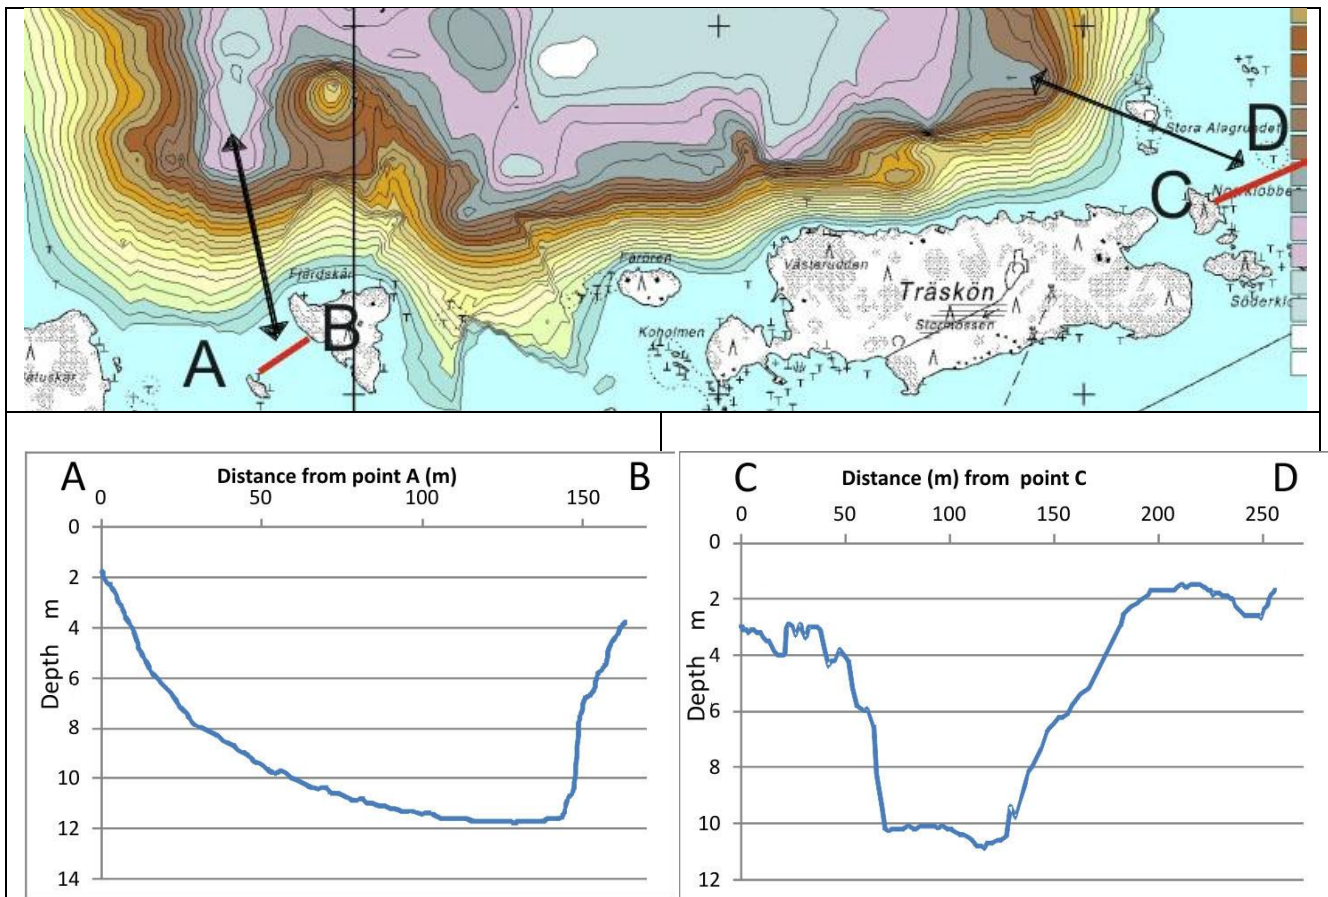 D
Stora Alagrundet
C
Fjärdskär
Fåröron
Västerudden
B
Träskön
Stormossen
Koholmen
A
A
Distance from point A (m)
B
0 50 100 150
0
2
4
6
8
10
12
14
Depth m
C
Distance (m) from point C
D
0 50 100 150 200 250
0
2
4
6
8
10
12
Depth m